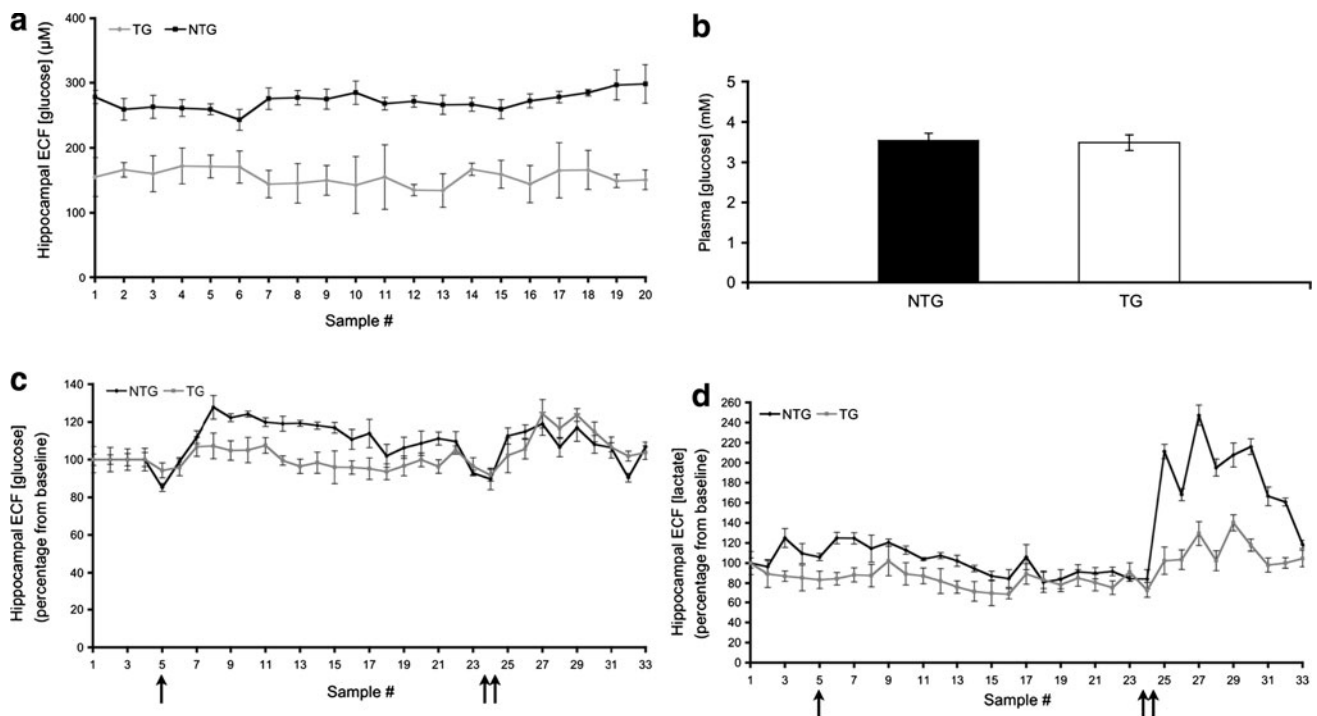 a
TG NTG
Hippocampal ECF [glucose] (µM)
400
300
200
100
0
1 2 3 4 5 6 7 8 9 10 11 12 13 14 15 16 17 18 19 20
Sample #
b
Plasma [glucose] (mM)
5
4
3
2
1
0
NTG TG
c
NTG TG
Hippocampal ECF [glucose]
(percentage from baseline)
140
120
100
80
60
40
20
0
1 3 5 7 9 11 13 15 17 19 21 23 25 27 29 31 33
Sample #
d
NTG TG
Hippocampal ECF [lactate]
(percentage from baseline)
260
240
220
200
180
160
140
120
100
80
60
40
20
0
1 3 5 7 9 11 13 15 17 19 21 23 25 27 29 31 33
Sample #